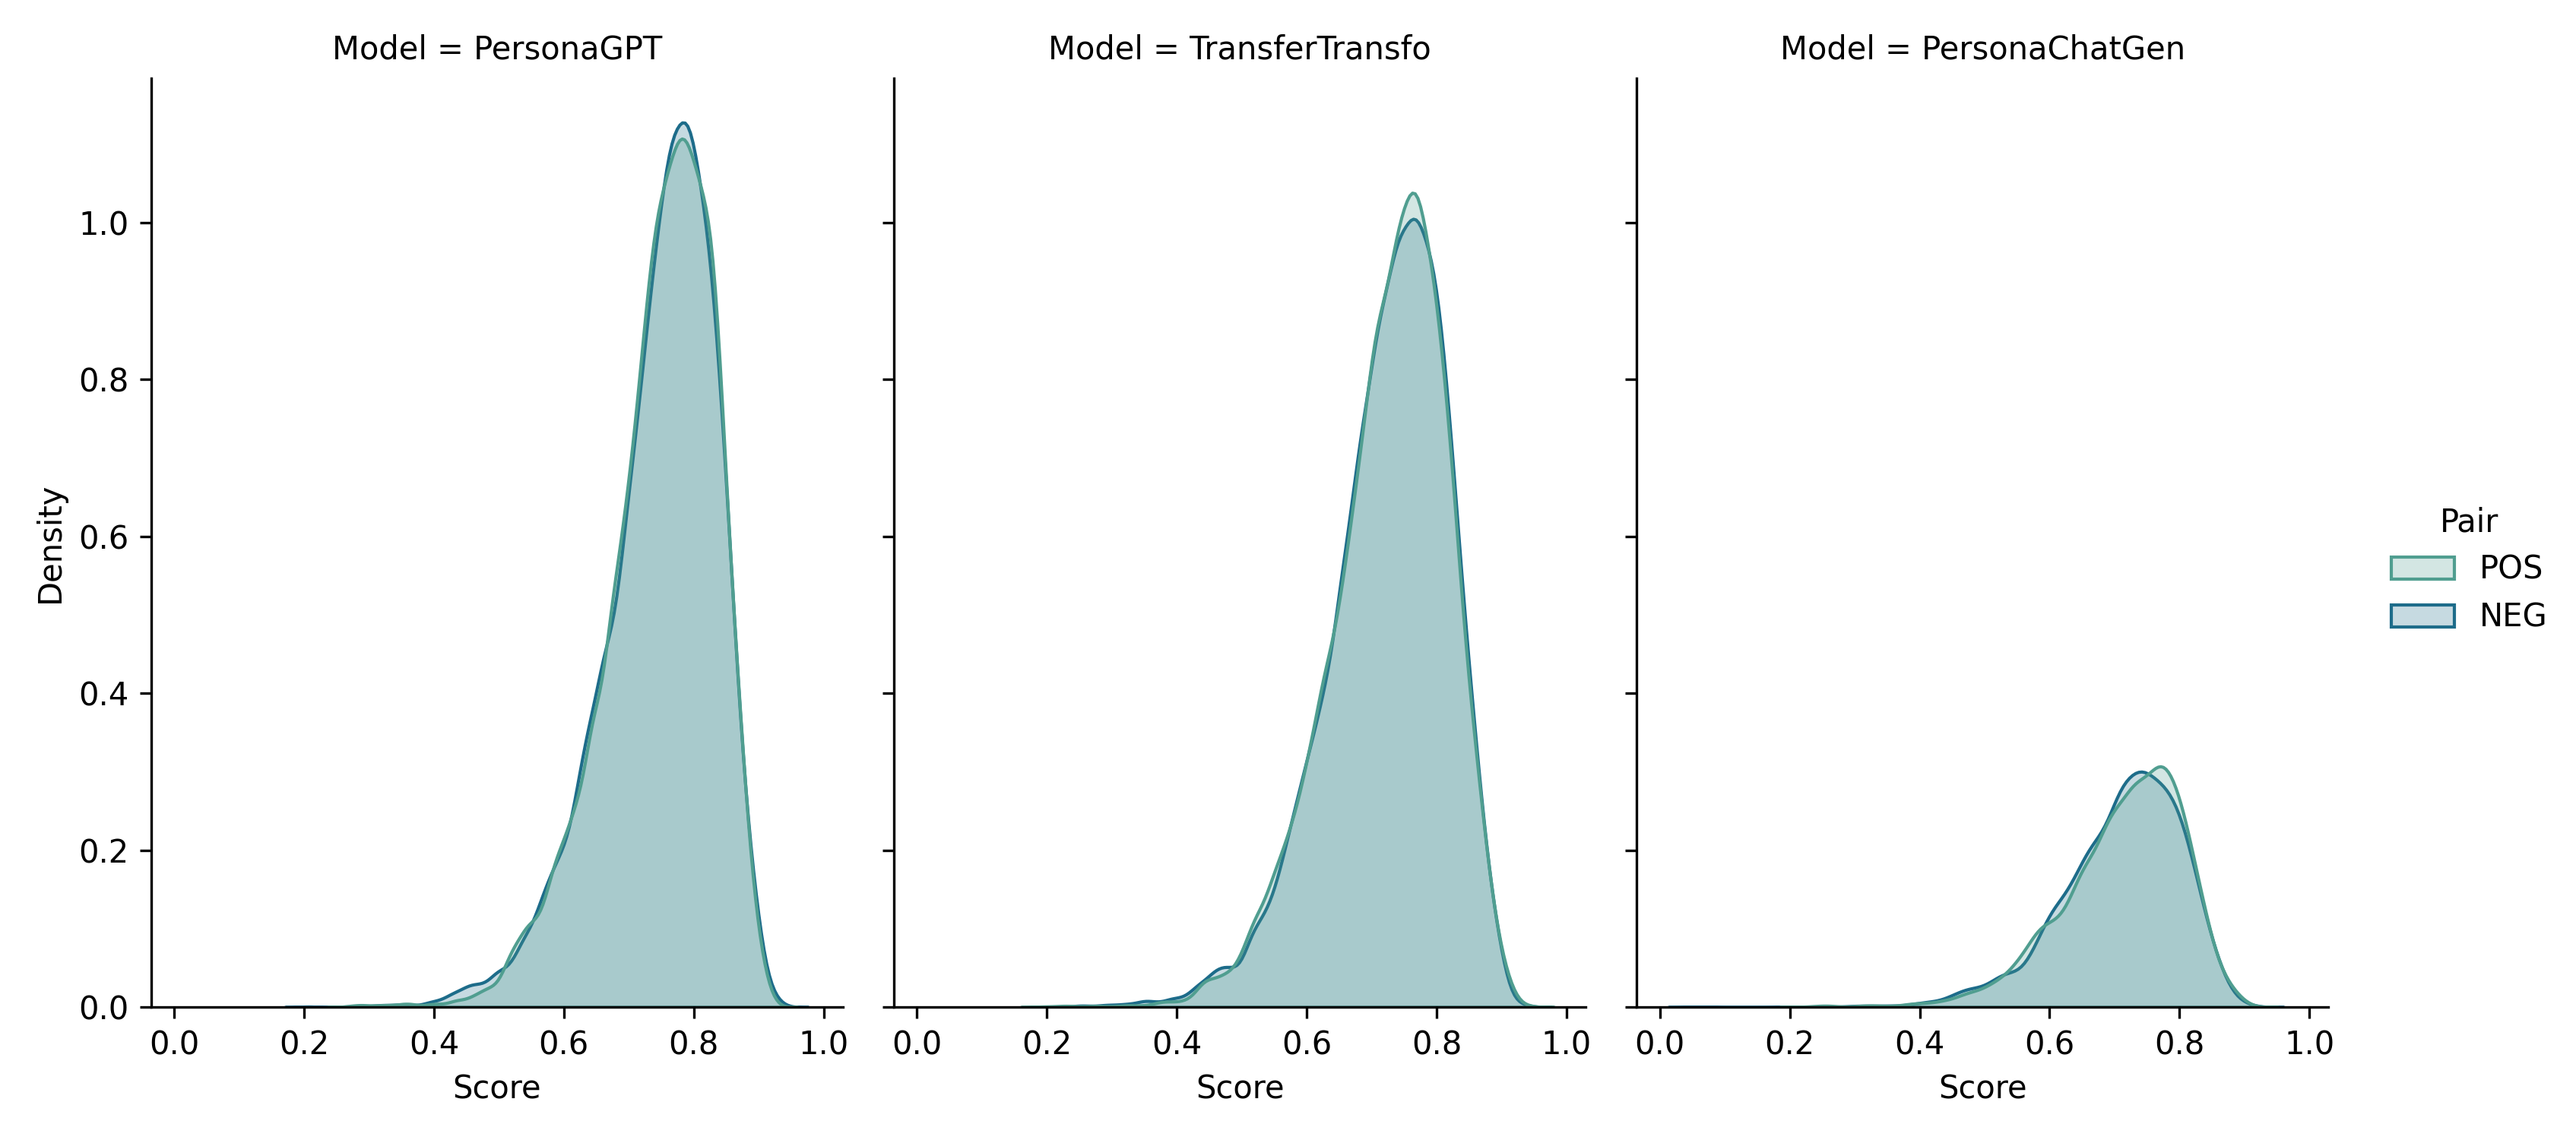 Model = PersonaGPT
Model = TransferTransfo
Model = PersonaChatGen
Density
1.0
0.8
0.6
0.4
0.2
0.0
0.0 0.2 0.4 0.6 0.8 1.0
Score
0.0 0.2 0.4 0.6 0.8 1.0
Score
0.0 0.2 0.4 0.6 0.8 1.0
Score
Pair
POS
NEG